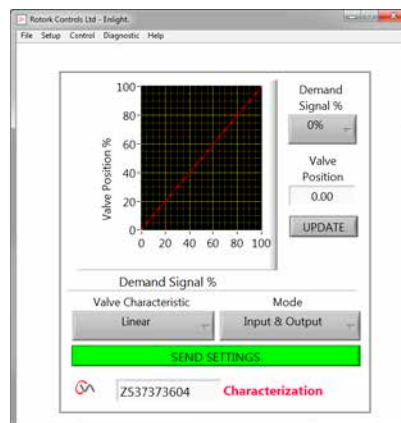 Rotork Controls Ltd - Enlight.
File Setup Control Diagnostic Help
100
80
60
40
20
0
Valve Position %
0 20 40 60 80 100
Demand Signal %
Demand
Signal %
0%
Valve
Position
0.00
UPDATE
Valve Characteristic
Linear
Mode
Input & Output
SEND SETTINGS
ZS37373604
Characterization